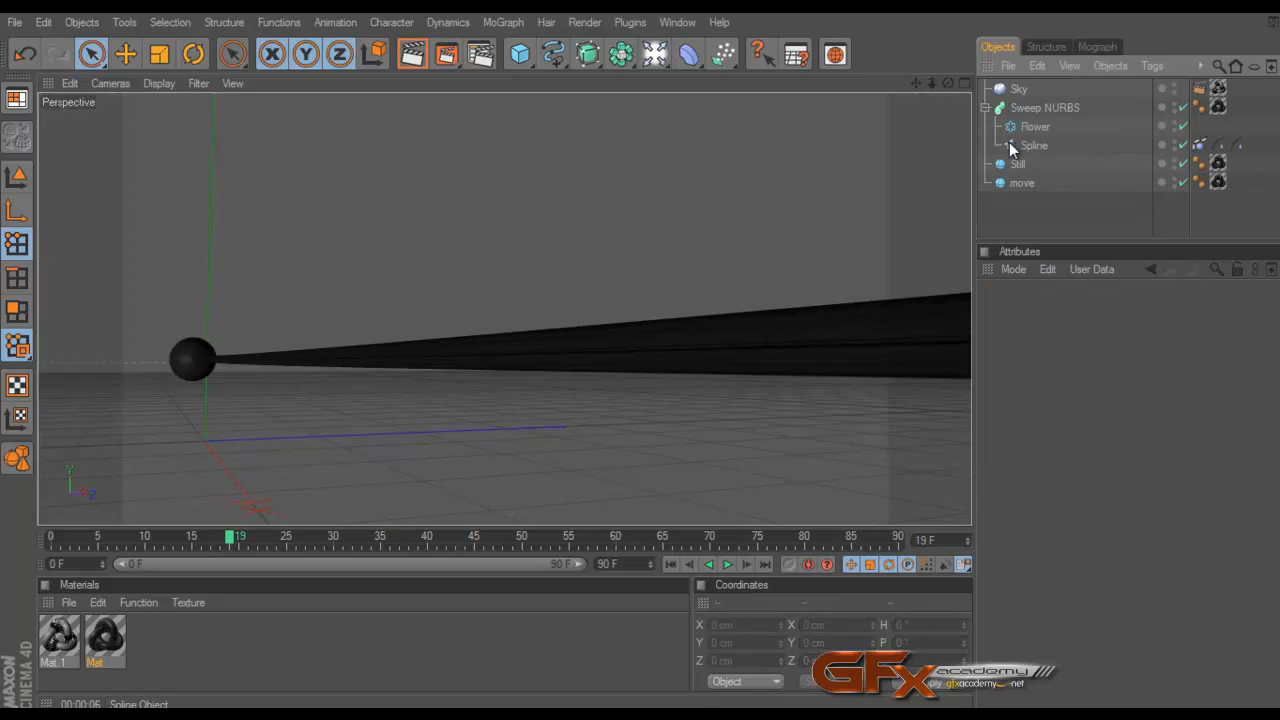 File Edit Objects Tools Selection Structure Functions Animation Character Dynamics MoGraph Hair Render Plugins Window Help
X Y Z
Objects Structure Mograph
File Edit View Objects Tags
Edit Cameras Display Filter View
Perspective
Sky
Sweep NURBS
Flower
Spline
Still
move
Attributes
Mode Edit User Data
Y
X Z
0 5 10 15 19 25 30 35 40 45 50 55 60 65 70 75 80 85 90 19 F
0 F 0 F 90 F 90 F
Materials
File Edit Function Texture
Mat.1 Mat
Coordinates
X 0 cm X 0 cm H 0 °
Y 0 cm Y 0 cm P 0 °
Z 0 cm Z 0 cm
Object
GFX academy
gfxacademy.net
MAXON CINEMA 4D
00:00:06 Spline Object